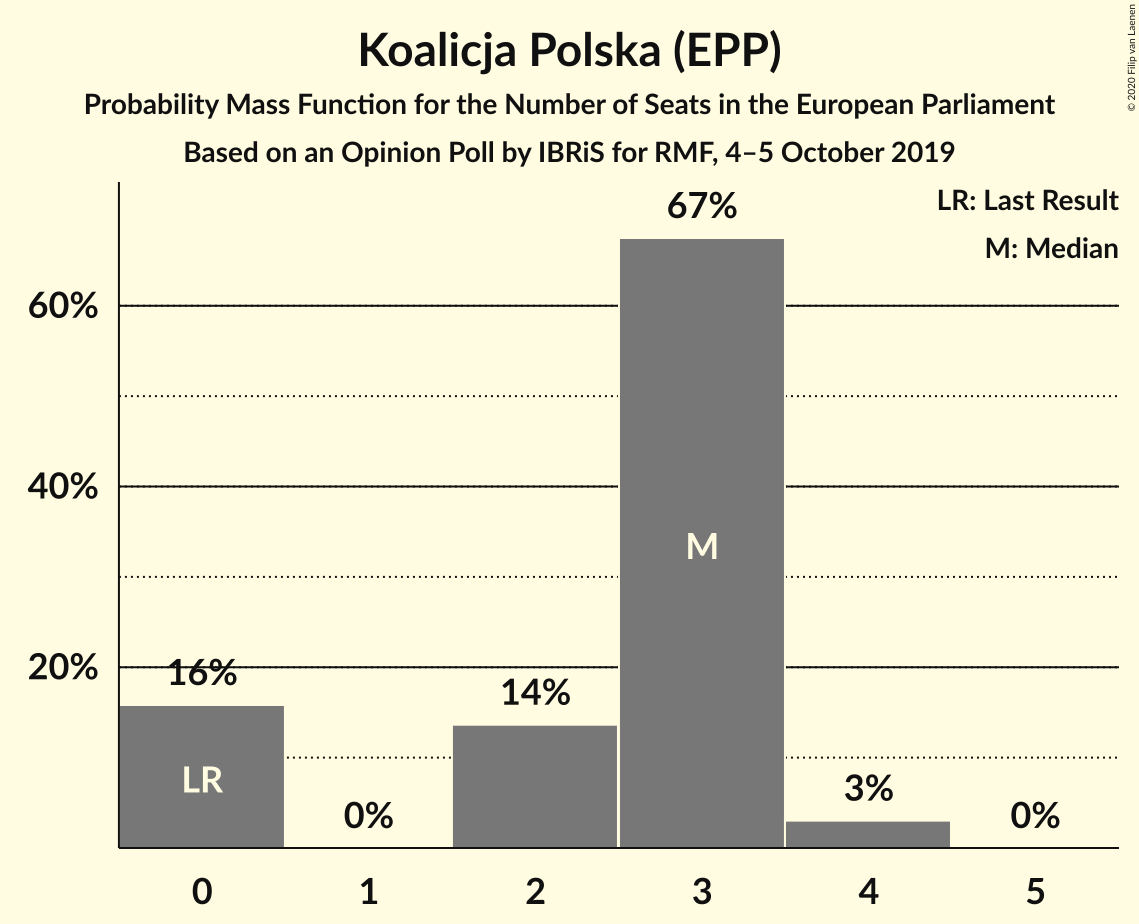 Koalicja Polska (EPP)
Probability Mass Function for the Number of Seats in the European Parliament
Based on an Opinion Poll by IBRiS for RMF, 4–5 October 2019
© 2020 Filip van Laenen
LR: Last Result
M: Median
67%
60%
40%
20%
16%
14%
3%
0%
0%
M
LR
0 1 2 3 4 5